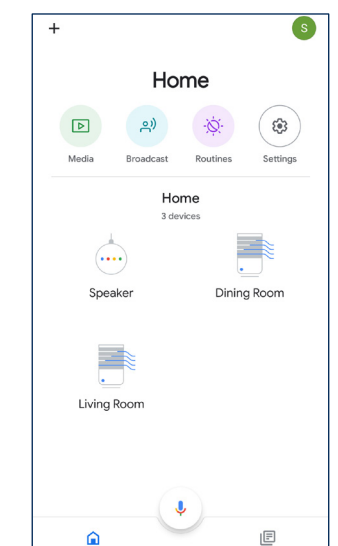 +
S
Home
Media Broadcast Routines Settings
Home
3 devices
Speaker Dining Room
Living Room